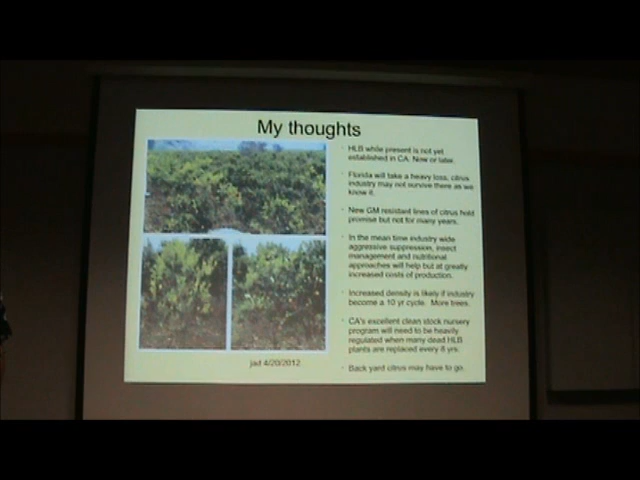 My thoughts
· HLB while present is not yet
established in CA. Now or later.
· Florida will take a heavy loss, citrus
industry may not survive there as we
know it.
· New GM resistant lines of citrus hold
promise but not for many years.
· In the mean time industry wide
aggressive suppression, insect
management and nutritional
approaches will help but at greatly
increased costs of production.
· Increased density is likely if industry
become a 10 yr cycle. More trees.
· CA's excellent clean stock nursery
program will need to be heavily
regulated when many dead HLB
plants are replaced every 8 yrs.
· Back yard citrus may have to go.
jad 4/20/2012